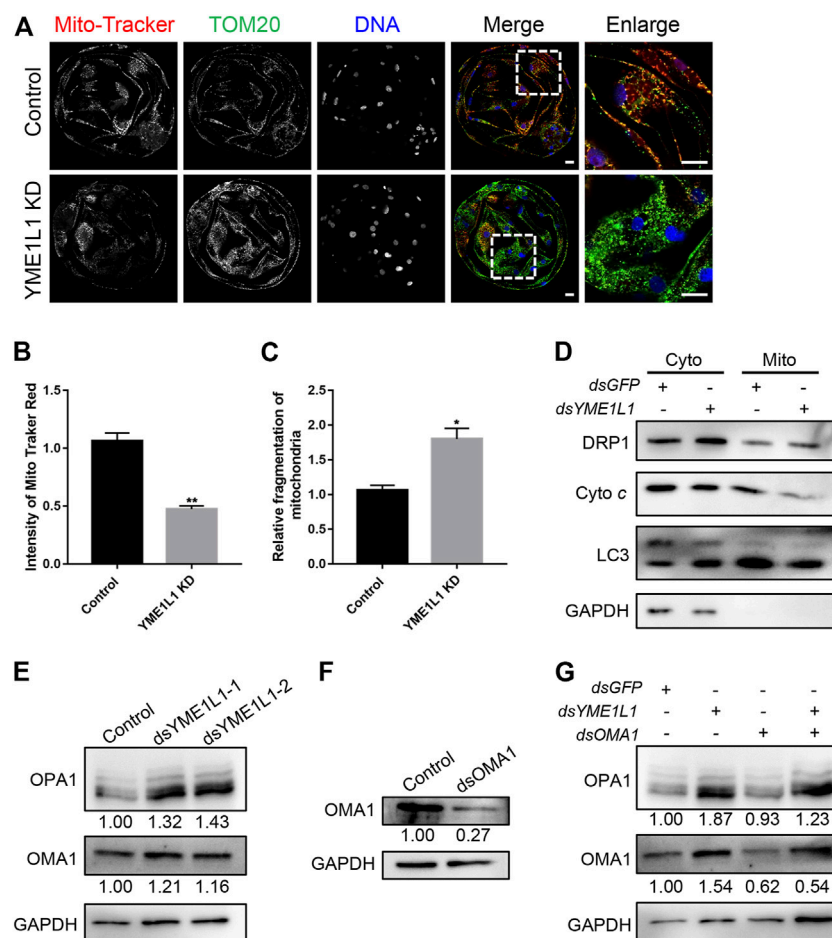 A
Mito-Tracker TOM20 DNA Merge Enlarge
Control
YME1L1 KD
B
Intensity of Mito Traker Red
1.5
1.0
0.5
0.0
**
Control YME1L1 KD
C
Relative fragmentation of
mitochondria
2.5
2.0
1.5
1.0
0.5
0.0
*
Control YME1L1 KD
D
Cyto Mito
dsGFP + - + -
dsYME1L1 - + - +
DRP1
Cyto c
LC3
GAPDH
E
Control dsYME1L1-1 dsYME1L1-2
OPA1
1.00 1.32 1.43
OMA1
1.00 1.21 1.16
GAPDH
F
Control dsOMA1
OMA1
1.00 0.27
GAPDH
G
dsGFP + - - -
dsYME1L1 - + - +
dsOMA1 - - + +
OPA1
1.00 1.87 0.93 1.23
OMA1
1.00 1.54 0.62 0.54
GAPDH